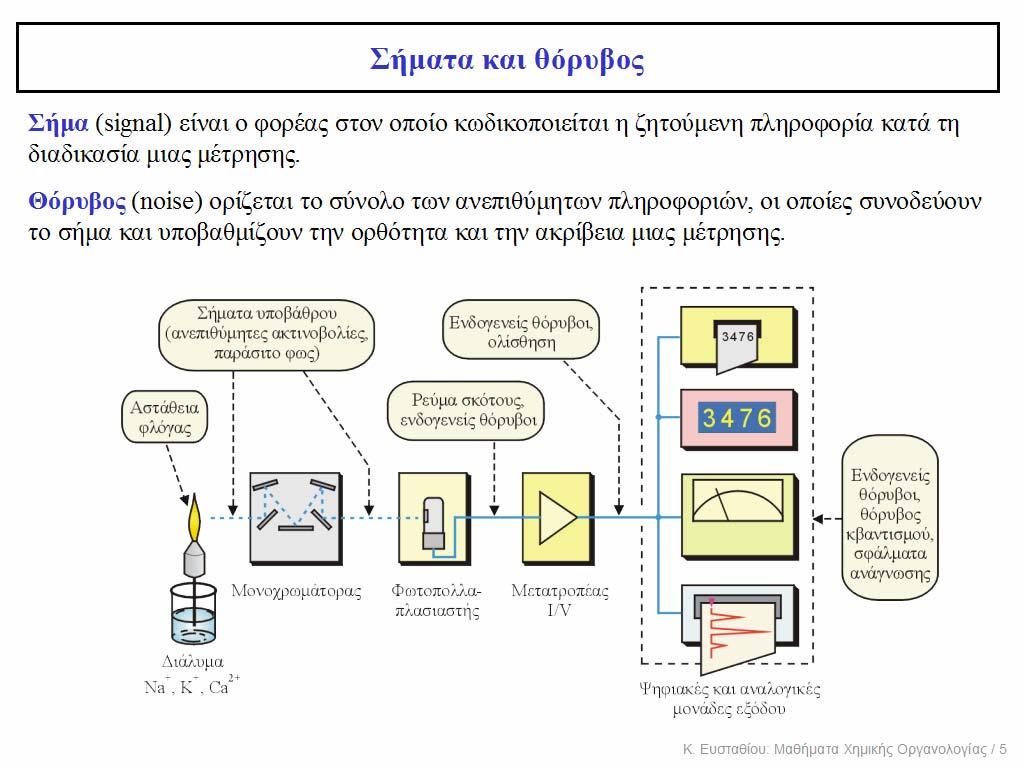 Σήματα και θόρυβος
Σήμα (signal) είναι ο φορέας στον οποίο κωδικοποιείται η ζητούμενη πληροφορία κατά τη
διαδικασία μιας μέτρησης.
Θόρυβος (noise) ορίζεται το σύνολο των ανεπιθύμητων πληροφοριών, οι οποίες συνοδεύουν
το σήμα και υποβαθμίζουν την ορθότητα και την ακρίβεια μιας μέτρησης.
Σήματα υποβάθρου
(ανεπιθύμητες ακτινοβολίες,
παράσιτο φως)
Ενδογενείς θόρυβοι,
ολίσθηση
3476
Αστάθεια
φλόγας
Ρεύμα σκότους,
ενδογενείς θόρυβοι
3476
Ενδογενείς
θόρυβοι,
θόρυβος
κβαντισμού,
σφάλματα
ανάγνωσης
Μονοχρωμάτορας
Φωτοπολλα-
πλασιαστής
Μετατροπέας
I/V
Διάλυμα
Na⁺, K⁺, Ca²⁺
Ψηφιακές και αναλογικές
μονάδες εξόδου
Κ. Ευσταθίου: Μαθήματα Χημικής Οργανολογίας / 5